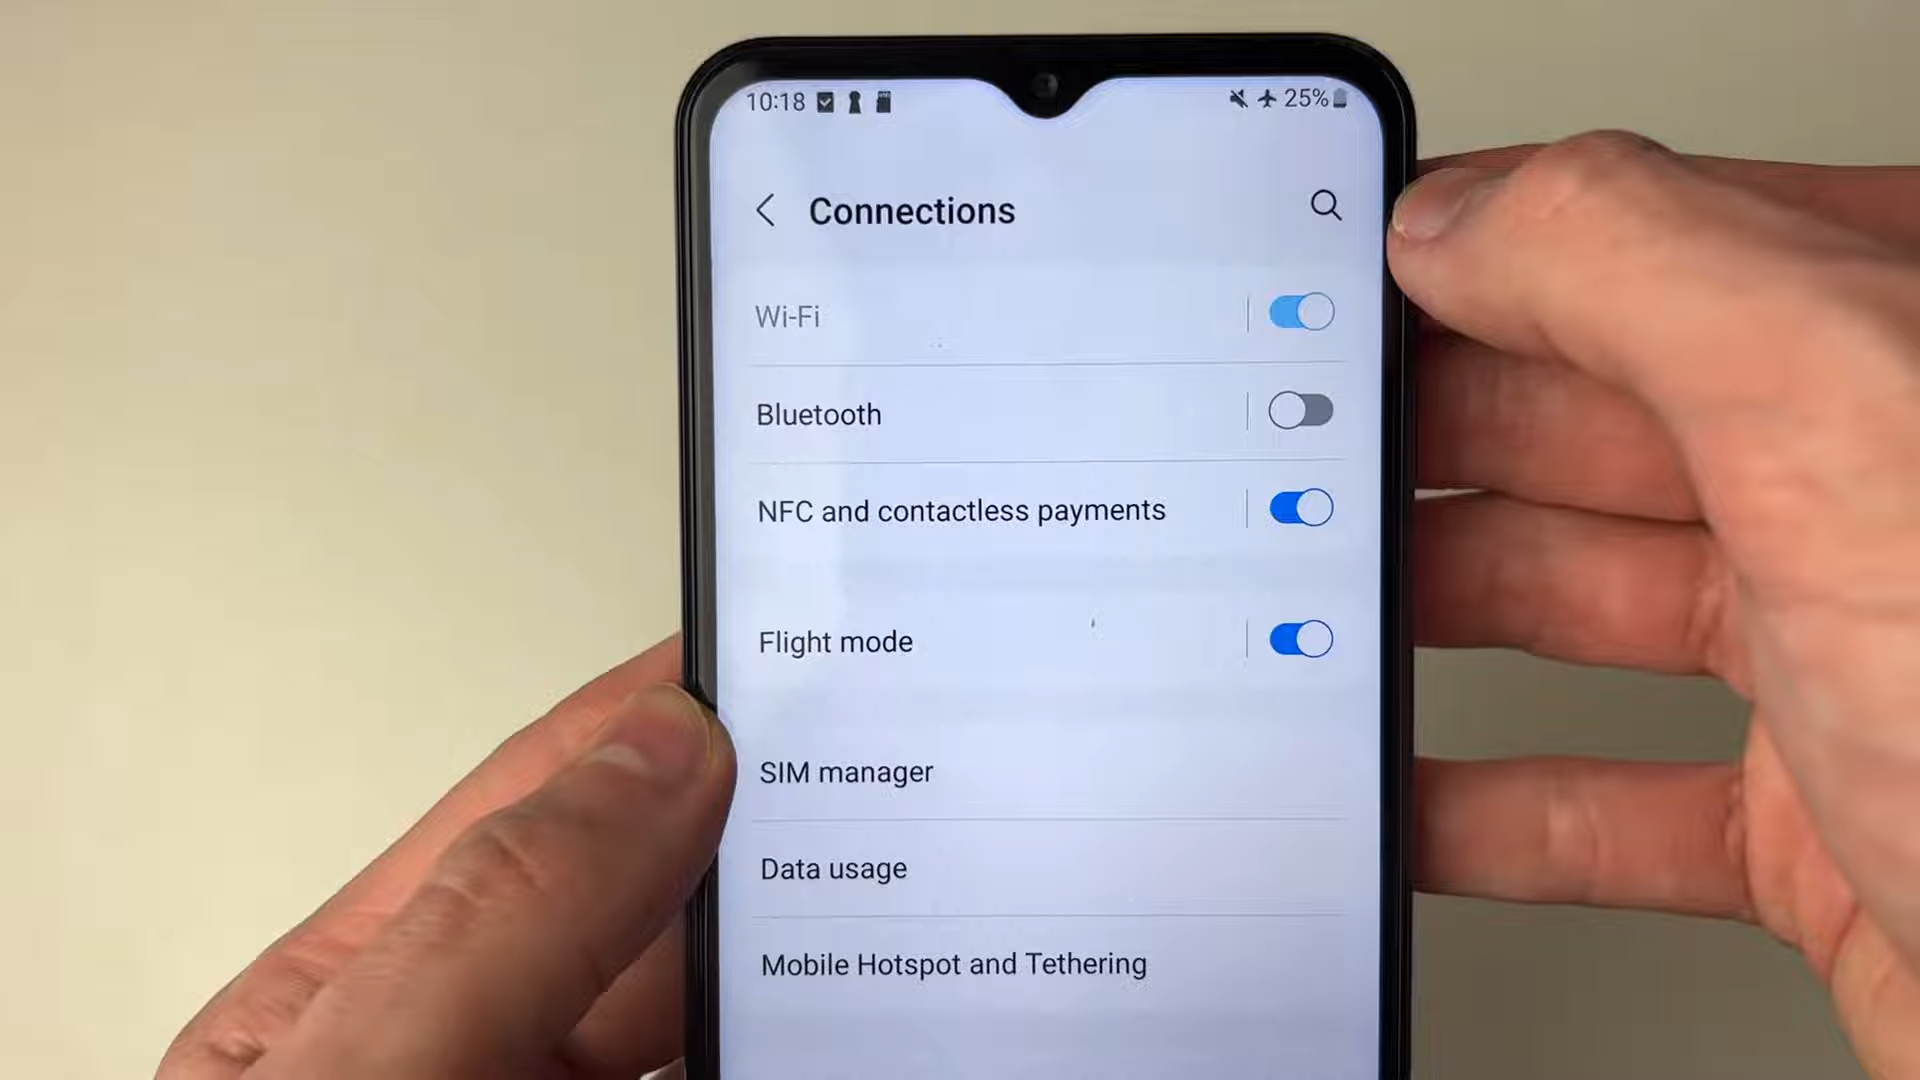 10:18 25%
Connections
Wi-Fi
Bluetooth
NFC and contactless payments
Flight mode
SIM manager
Data usage
Mobile Hotspot and Tethering